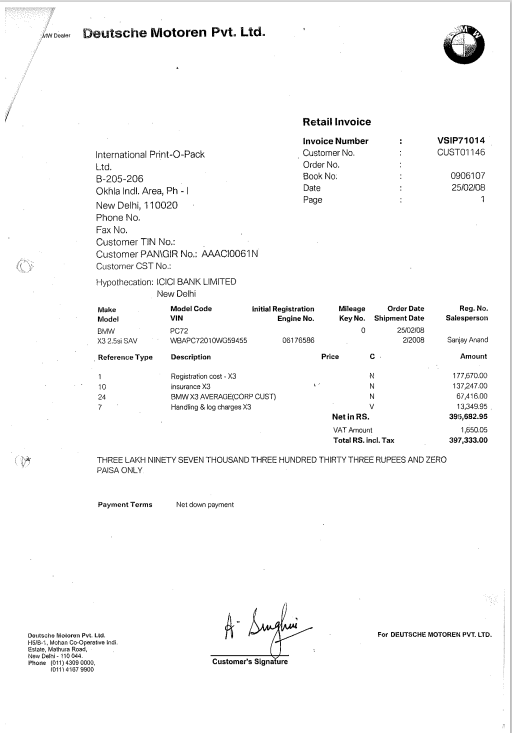 BMW
MW Dealer Deutsche Motoren Pvt. Ltd.
Retail Invoice
Invoice Number : VSIP71014
Customer No. : CUST01146
Order No. :
Book No. : 0906107
Date : 25/02/08
Page : 1
International Print-O-Pack
Ltd.
B-205-206
Okhla Indl. Area, Ph - I
New Delhi, 110020
Phone No.
Fax No.
Customer TIN No.:
Customer PAN\GIR No.: AAACI0061N
Customer CST No.:
Hypothecation: ICICI BANK LIMITED
New Delhi
Make Model Code Initial Registration Mileage Order Date Reg. No.
Model VIN Engine No. Key No. Shipment Date Salesperson
BMW PC72 0 25/02/08
X3 2.5si SAV WBAPC72010WG59455 06176586 2/2008 Sanjay Anand
Reference Type Description Price C Amount
1 Registration cost - X3 N 177,670.00
10 insurance X3 N 137,247.00
24 BMW X3 AVERAGE(CORP CUST) N 67,416.00
7 Handling & log charges X3 V 13,349.95
Net in RS. 395,682.95
VAT Amount 1,650.05
Total RS. incl. Tax 397,333.00
THREE LAKH NINETY SEVEN THOUSAND THREE HUNDRED THIRTY THREE RUPEES AND ZERO
PAISA ONLY
Payment Terms Net down payment
A. Singhvi
Customer's Signature
For DEUTSCHE MOTOREN PVT. LTD.
Deutsche Motoren Pvt. Ltd.
H5/B-1, Mohan Co-Operative Indl.
Estate, Mathura Road,
New Delhi - 110 044.
Phone (011) 4309 0000,
(011) 4167 9900